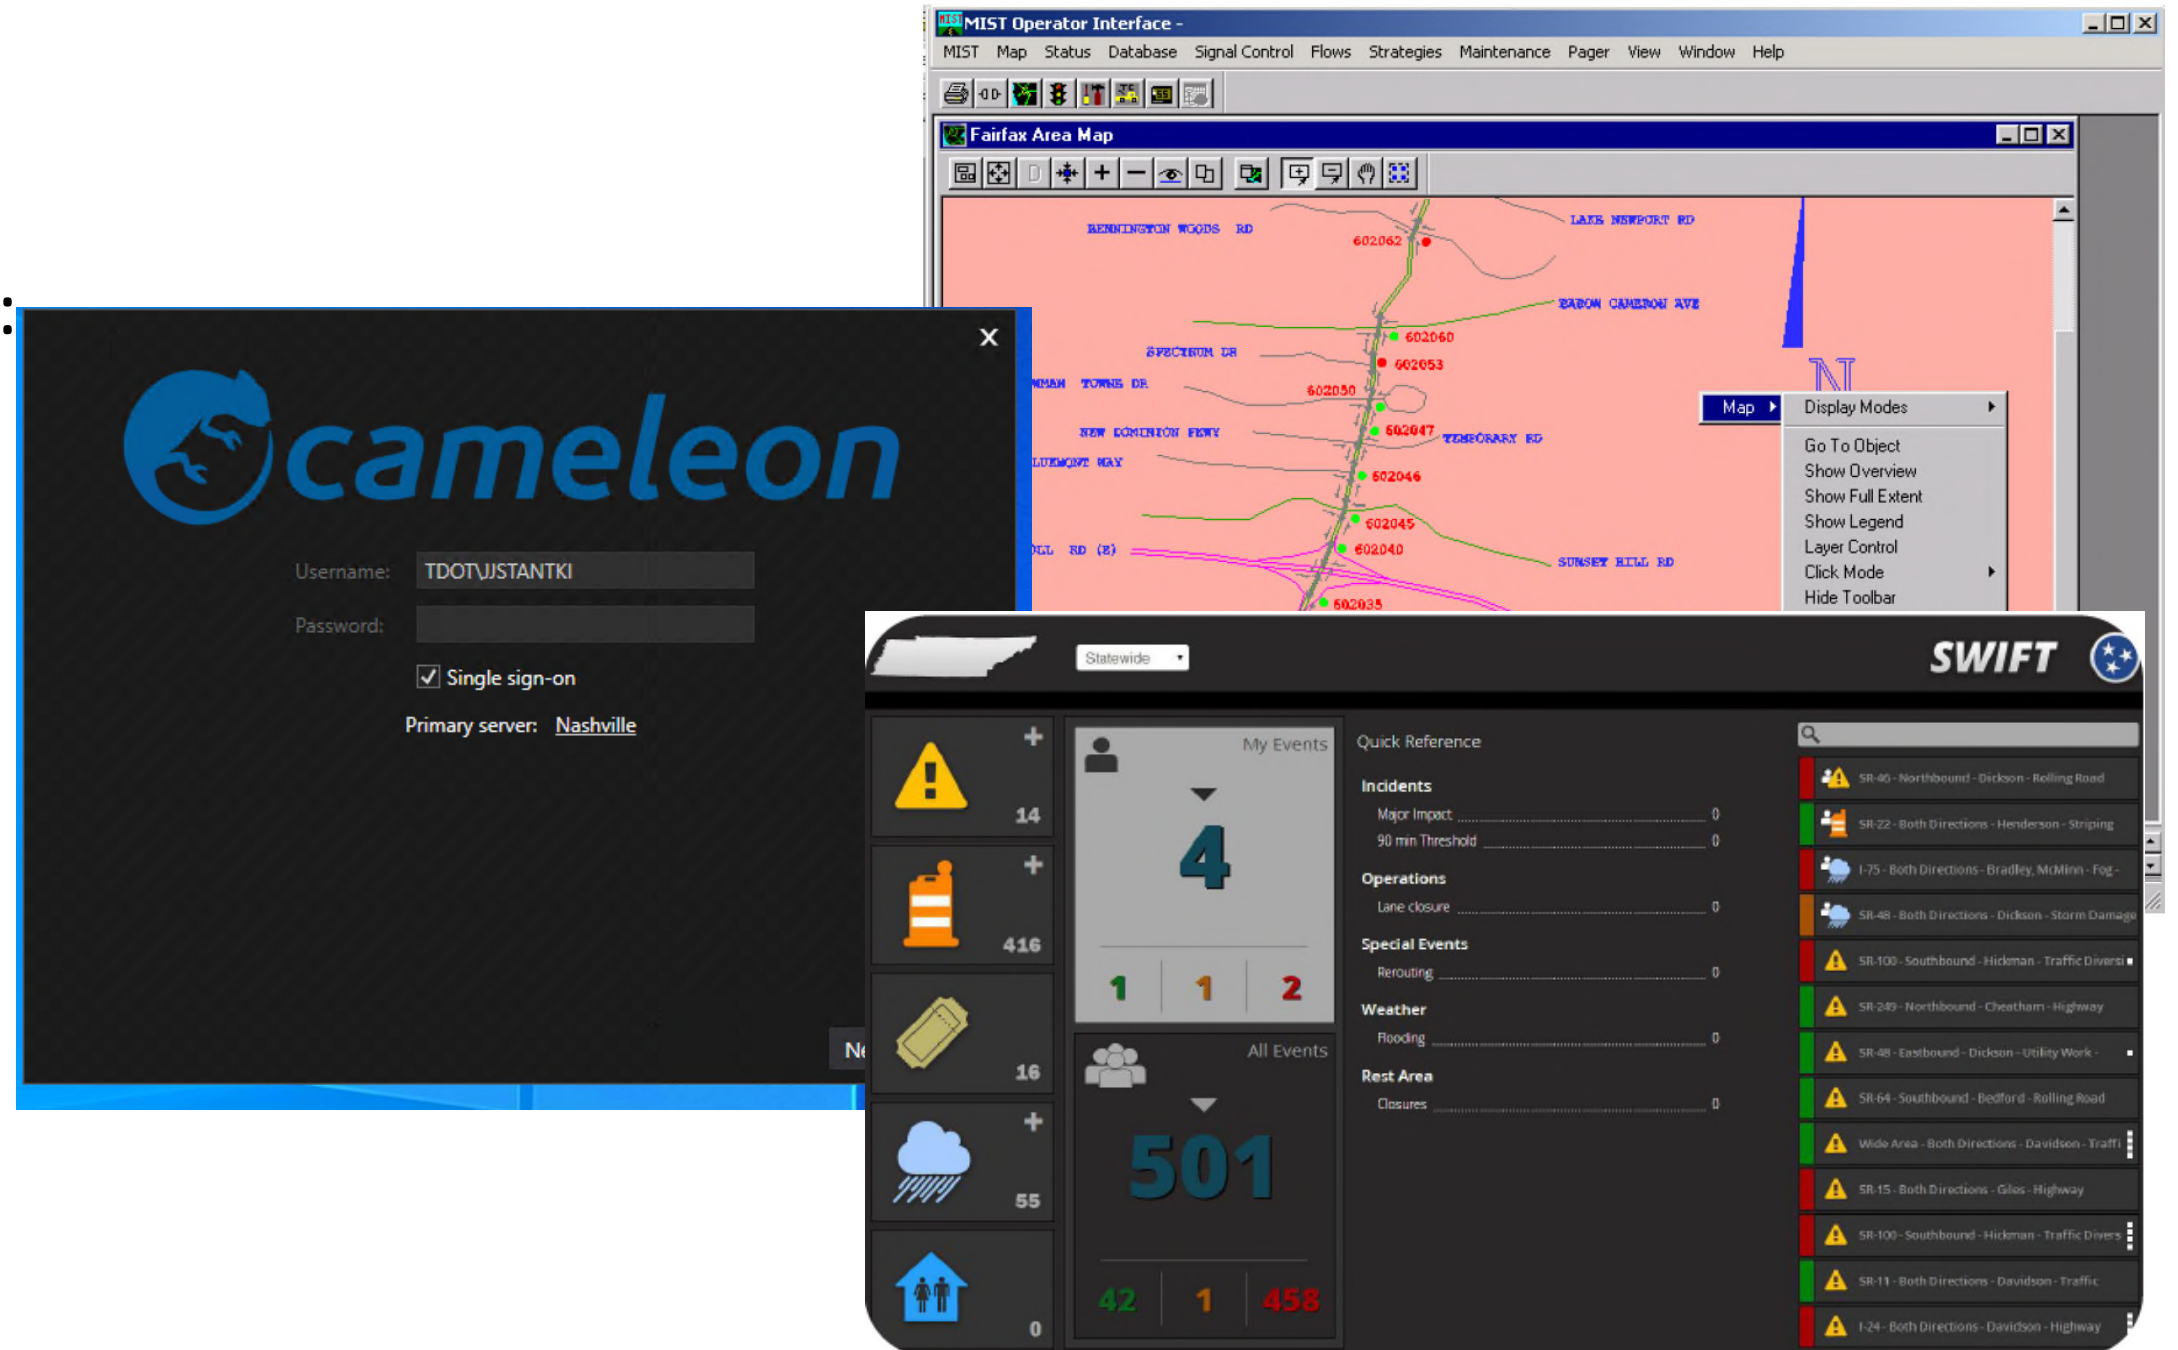 MIST Operator Interface -
MIST Map Status Database Signal Control Flows Strategies Maintenance Pager View Window Help
Fairfax Area Map
BENNINGTON WOODS RD
LAKE NEWPORT RD
602062
BARON CAMERON AVE
602060
SPECTRUM DR
602053
TOWNE DR
602050
NEW DOMINION PKWY
602047
TEMPORARY RD
WAY
602046
602045
RD (E)
602040
SUNSET HILL RD
602035
N
Map
Display Modes
Go To Object
Show Overview
Show Full Extent
Show Legend
Layer Control
Click Mode
Hide Toolbar
:
x
cameleon
Username: TDOT\JJSTANTKI
Password:
Single sign-on
Primary server: Nashville
Statewide
SWIFT
14
416
16
55
0
My Events
4
1 1 2
All Events
501
42 1 458
Quick Reference
Incidents
Major Impact 0
90 min Threshold 0
Operations
Lane closure 0
Special Events
Rerouting 0
Weather
Flooding 0
Rest Area
Closures 0
SR-46 - Northbound - Dickson - Rolling Road
SR-22 - Both Directions - Henderson - Striping
I-75 - Both Directions - Bradley, McMinn - Fog -
SR-48 - Both Directions - Dickson - Storm Damage
SR-100 - Southbound - Hickman - Traffic Diversi
SR-249 - Northbound - Cheatham - Highway
SR-48 - Eastbound - Dickson - Utility Work -
SR-64 - Southbound - Bedford - Rolling Road
Wide Area - Both Directions - Davidson - Traffi
SR-15 - Both Directions - Giles - Highway
SR-100 - Southbound - Hickman - Traffic Divers
SR-11 - Both Directions - Davidson - Traffic
I-24 - Both Directions - Davidson - Highway